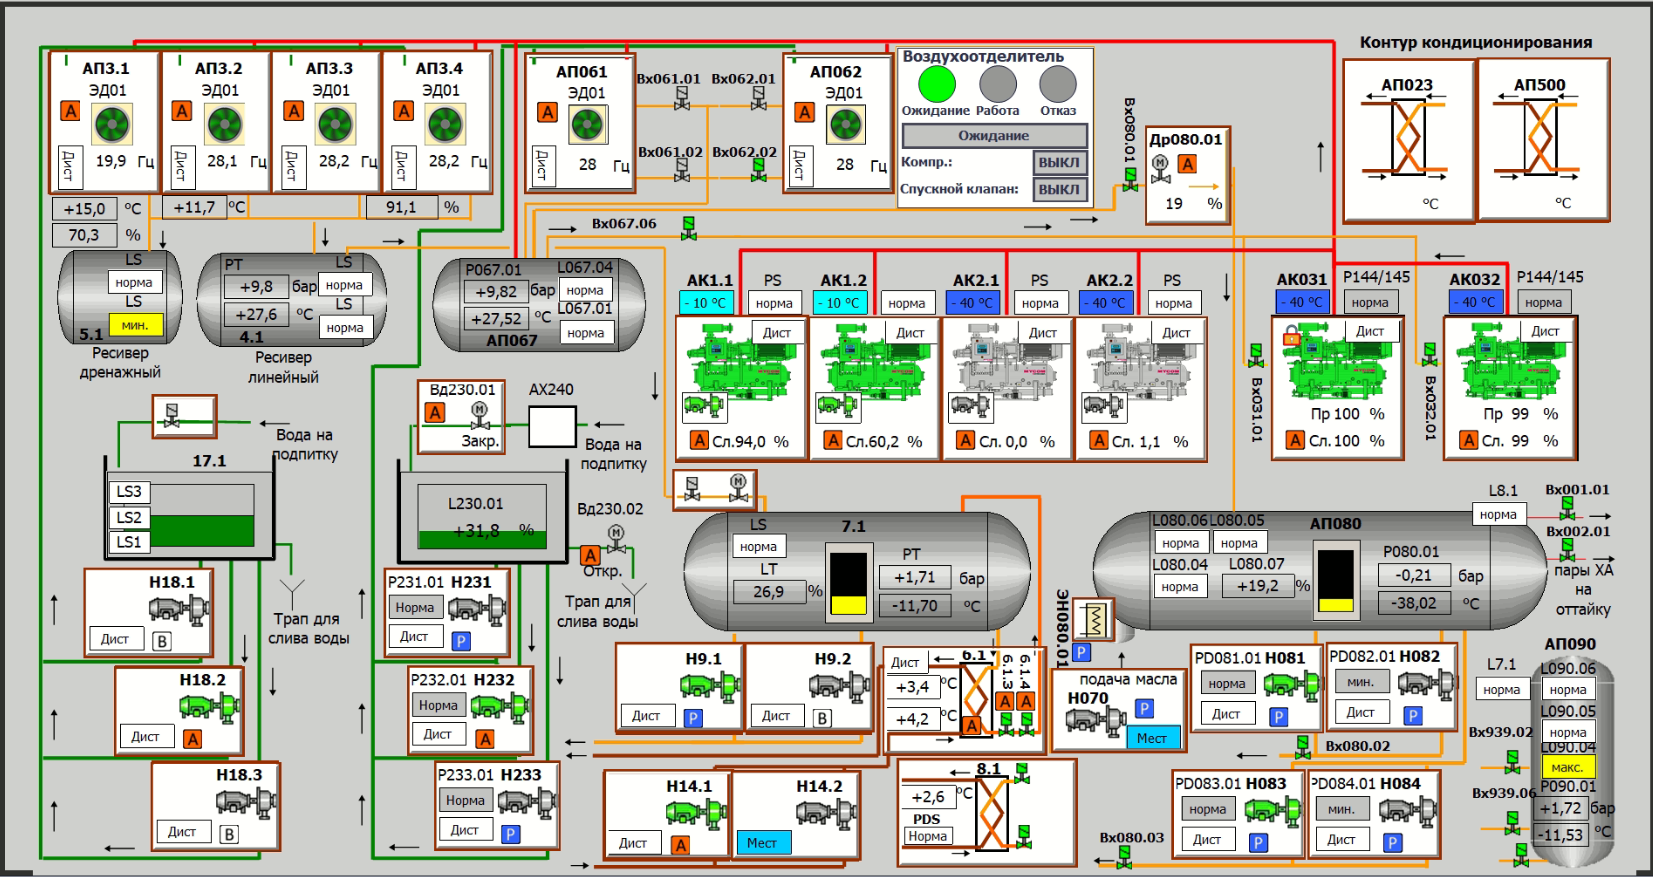 Контур кондиционирования
АП3.1
ЭД01
А
Дист
19,9 Гц
АП3.2
ЭД01
А
28,1 Гц
АП3.3
ЭД01
А
Дист
28,2 Гц
АП3.4
ЭД01
А
Дист
28,2 Гц
АП061
ЭД01
А
Дист
28 Гц
Вх061.01
Вх062.01
Вх061.02
Вх062.02
АП062
ЭД01
А
Дист
28 Гц
Воздухоотделитель
Ожидание Работа Отказ
Ожидание
Компр.: ВЫКЛ
Спускной клапан: ВЫКЛ
Вх080.01
Др080.01
М А
19 %
АП023
°C
АП500
°C
+15,0 °C
+11,7 °C
91,1 %
70,3 %
Вх067.06
LS
норма
LS
мин.
5.1
Ресивер
дренажный
PT
+9,8 бар
+27,6 °C
LS
норма
LS
норма
4.1
Ресивер
линейный
P067.01
+9,82 бар
+27,52 °C
L067.04
норма
L067.01
норма
АП067
АК1.1 PS
- 10 °C норма
Дист
А Сл.94,0 %
АК1.2
- 10 °C норма
Дист
А Сл.60,2 %
АК2.1 PS
- 40 °C норма
Дист
А Сл. 0,0 %
АК2.2 PS
- 40 °C норма
Дист
А Сл. 1,1 %
АК031 P144/145
- 40 °C норма
Дист
Пр 100 %
А Сл. 100 %
АК032 P144/145
- 40 °C норма
Дист
Пр 99 %
А Сл. 99 %
Вх031.01
Вх032.01
Вода на
подпитку
Вд230.01
А М
Закр.
АХ240
Вода на
подпитку
17.1
LS3
LS2
LS1
Трап для
слива воды
L230.01
+31,8 %
Вд230.02
М
А
Откр.
Трап для
слива воды
М
LS
норма
LT
26,9 %
7.1
PT
+1,71 бар
-11,70 °C
L080.06 L080.05
норма норма
L080.04 L080.07
норма +19,2 %
АП080
P080.01
-0,21 бар
-38,02 °C
L8.1
норма
Вх001.01
Вх002.01
пары ХА
на
оттайку
Н18.1
Дист В
Н18.2
Дист А
Н18.3
Дист В
P231.01 Н231
Норма
Дист Р
P232.01 Н232
Норма
Дист А
P233.01 Н233
Норма
Дист Р
Н9.1
Дист Р
Н9.2
Дист В
Дист
6.1
6.1.3
6.1.4
+3,4 °C
+4,2 °C
А А А
Н14.1
Дист А
Н14.2
Мест
8.1
+2,6 °C
PDS
Норма
ЭН080.01
Р
подача масла
Н070
Р
Мест
PD081.01 Н081
норма
Дист Р
PD082.01 Н082
мин.
Дист Р
Вх080.02
PD083.01 Н083
норма
Дист Р
PD084.01 Н084
мин.
Дист Р
Вх080.03
АП090
L7.1
норма
L090.06
норма
L090.05
норма
L090.04
макс.
P090.01
+1,72 бар
-11,53 °C
Вх939.02
Вх939.06